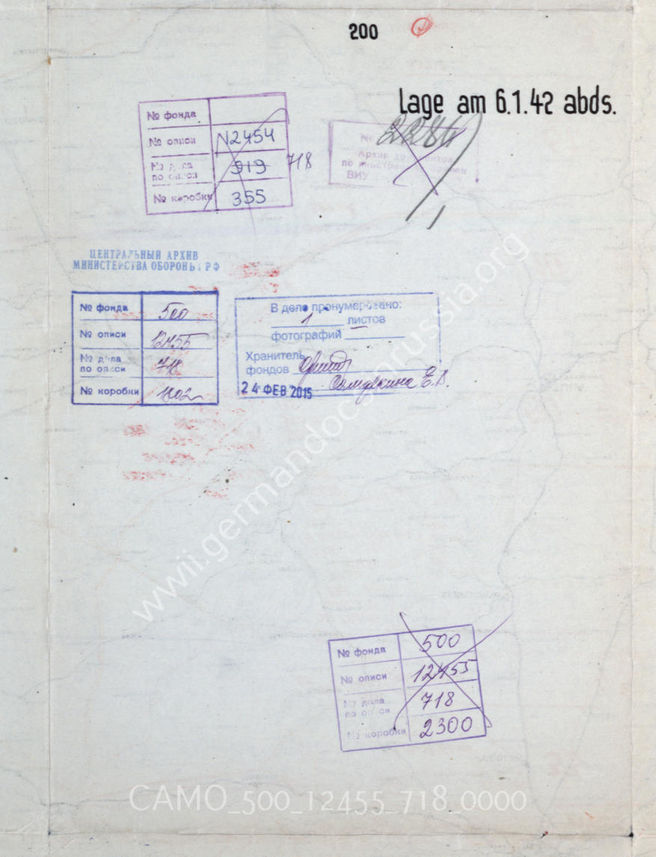 200
Lage am 6.1.42 abds.
№ фонда
№ описи N2454
№ дела по описи 919 718
№ коробки 355
ВИУ
ЦЕНТРАЛЬНЫЙ АРХИВ
МИНИСТЕРСТВА ОБОРОНЫ РФ
№ фонда 500
№ описи 12455
№ дела по описи 718
№ коробки
В деле пронумеровано:
1 листов
фотографий
Хранитель
фондов
24 ФЕВ 2015
№ фонда 500
№ описи 12455
№ дела по описи 718
№ коробки 2300
wwii.germandocsinrussia.org
CAMO_500_12455_718_0000